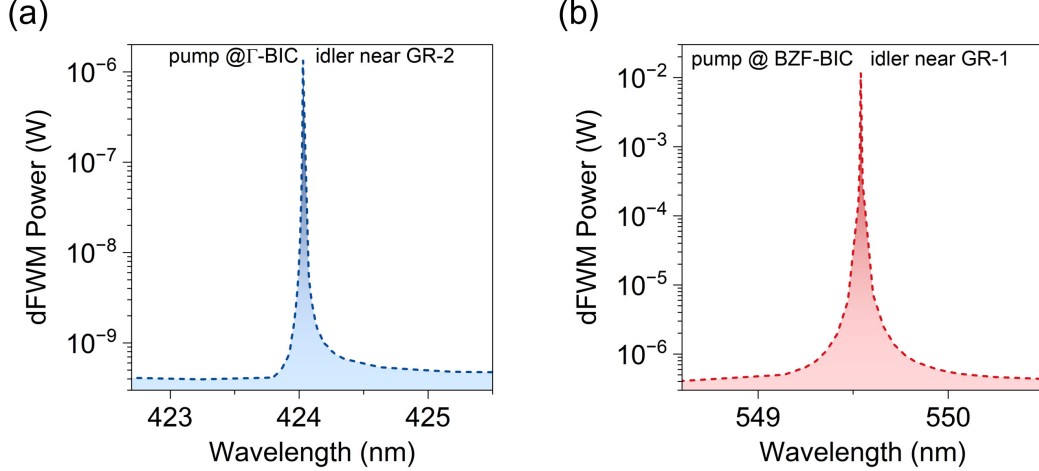 (a)
pump @Γ-BIC idler near GR-2
dFWM Power (W)
10⁻⁶
10⁻⁷
10⁻⁸
10⁻⁹
423 424 425
Wavelength (nm)
(b)
pump @ BZF-BIC idler near GR-1
dFWM Power (W)
10⁻²
10⁻³
10⁻⁴
10⁻⁵
10⁻⁶
549 550
Wavelength (nm)